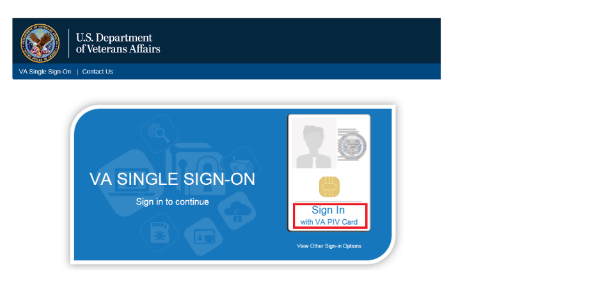 U.S. Department
of Veterans Affairs
VA Single Sign-On | Contact Us
VA SINGLE SIGN-ON
Sign in to continue
Sign In
with VA PIV Card
View Other Sign-in Options